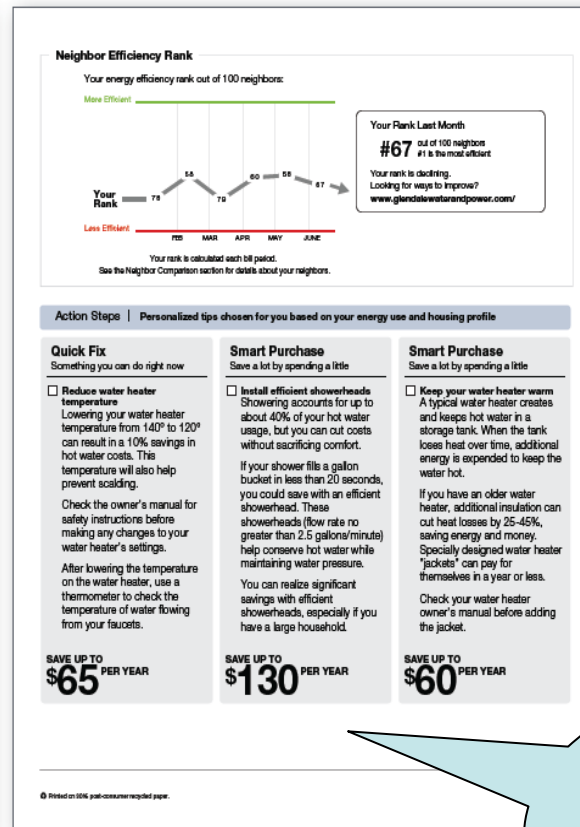 Neighbor Efficiency Rank
Your energy efficiency rank out of 100 neighbors:
More Efficient
Your Rank Last Month
#67 out of 100 neighbors
#1 is the most efficient
Your rank is declining.
Looking for ways to improve?
www.glendalewaterandpower.com/
Your
Rank
78
58
79
60
58
67
Less Efficient
FEB MAR APR MAY JUNE
Your rank is calculated each bill period.
See the Neighbor Comparison section for details about your neighbors.
Action Steps | Personalized tips chosen for you based on your energy use and housing profile
Quick Fix
Something you can do right now
Reduce water heater
temperature
Lowering your water heater
temperature from 140º to 120º
can result in a 10% savings in
hot water costs. This
temperature will also help
prevent scalding.
Check the owner's manual for
safety instructions before
making any changes to your
water heater's settings.
After lowering the temperature
on the water heater, use a
thermometer to check the
temperature of water flowing
from your faucets.
SAVE UP TO
$65 PER YEAR
Smart Purchase
Save a lot by spending a little
Install efficient showerheads
Showering accounts for up to
about 40% of your hot water
usage, but you can cut costs
without sacrificing comfort.
If your shower fills a gallon
bucket in less than 20 seconds,
you could save with an efficient
showerhead. These
showerheads (flow rate no
greater than 2.5 gallons/minute)
help conserve hot water while
maintaining water pressure.
You can realize significant
savings with efficient
showerheads, especially if you
have a large household.
SAVE UP TO
$130 PER YEAR
Smart Purchase
Save a lot by spending a little
Keep your water heater warm
A typical water heater creates
and keeps hot water in a
storage tank. When the tank
loses heat over time, additional
energy is expended to keep the
water hot.
If you have an older water
heater, additional insulation can
cut heat losses by 25-45%,
saving energy and money.
Specially designed water heater
"jackets" can pay for
themselves in a year or less.
Check your water heater
owner's manual before adding
the jacket.
SAVE UP TO
$60 PER YEAR
Printed on 80% post-consumer recycled paper.